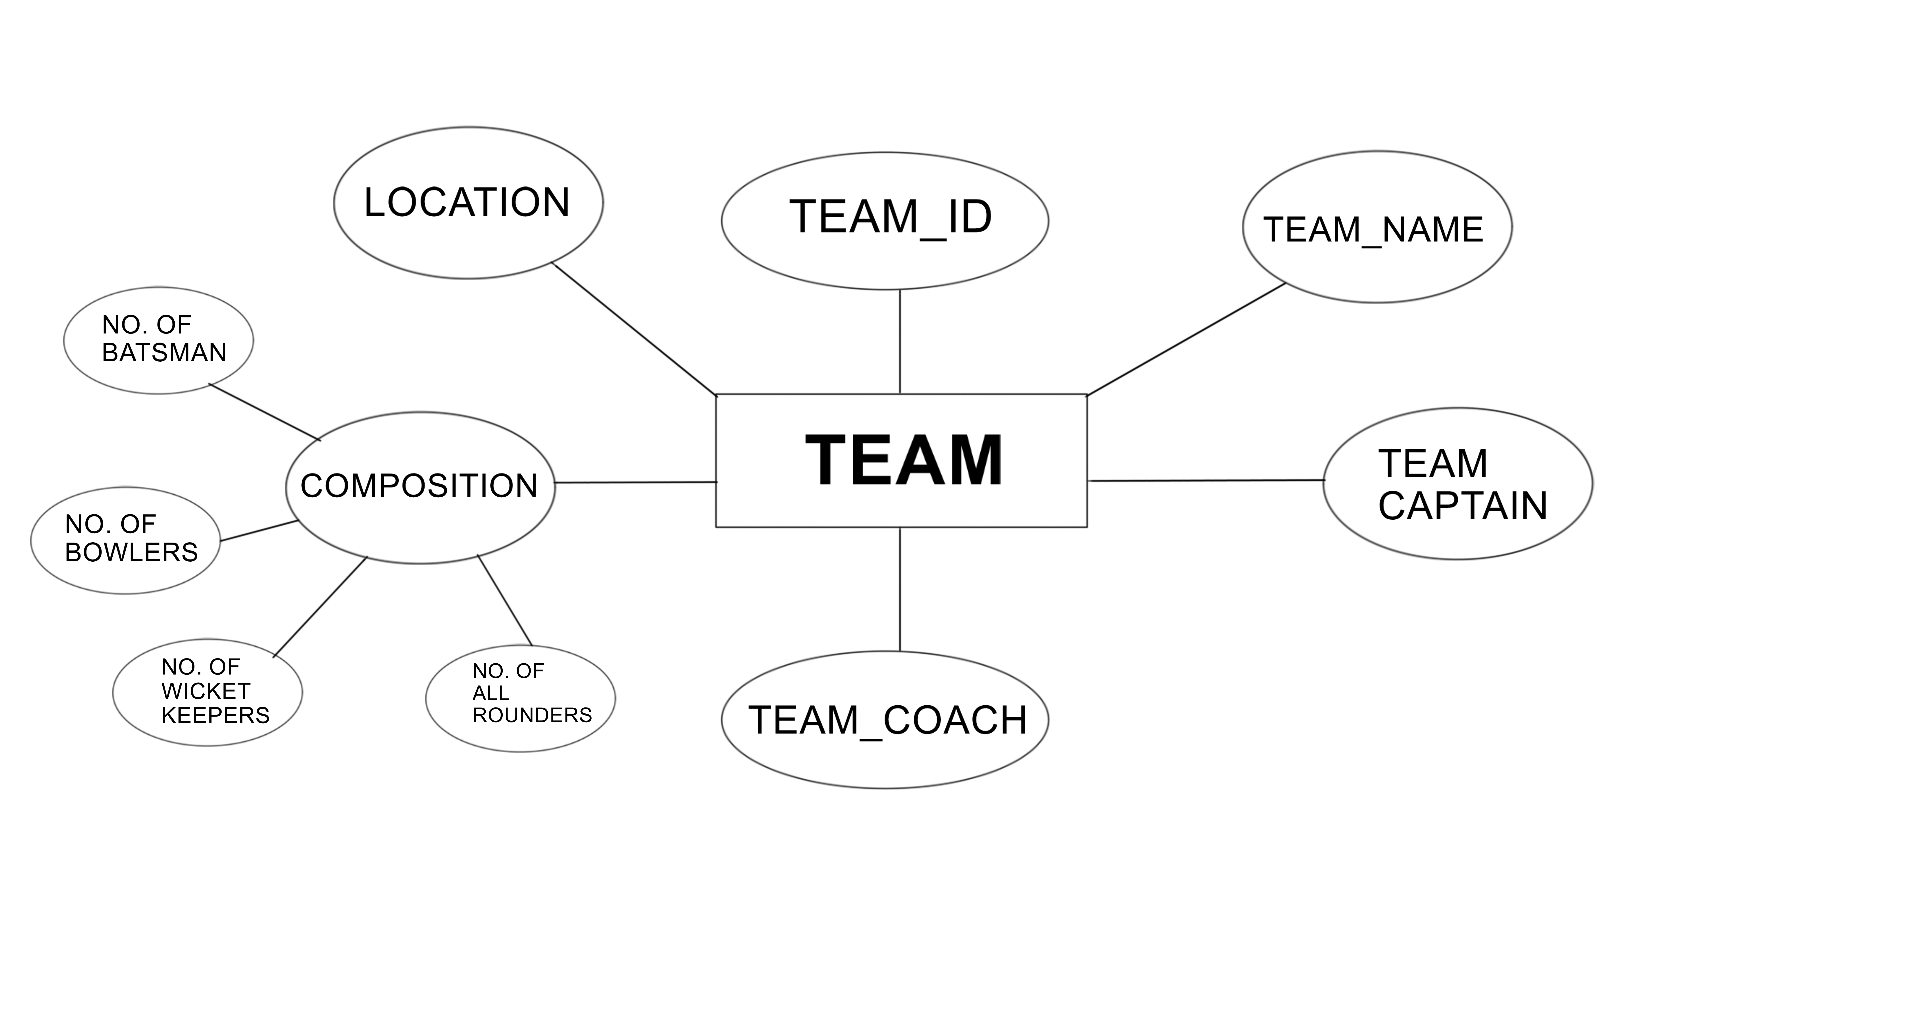 LOCATION
TEAM_ID
TEAM_NAME
NO. OF
BATSMAN
TEAM
TEAM
CAPTAIN
COMPOSITION
NO. OF
BOWLERS
NO. OF
WICKET
KEEPERS
NO. OF
ALL
ROUNDERS
TEAM_COACH